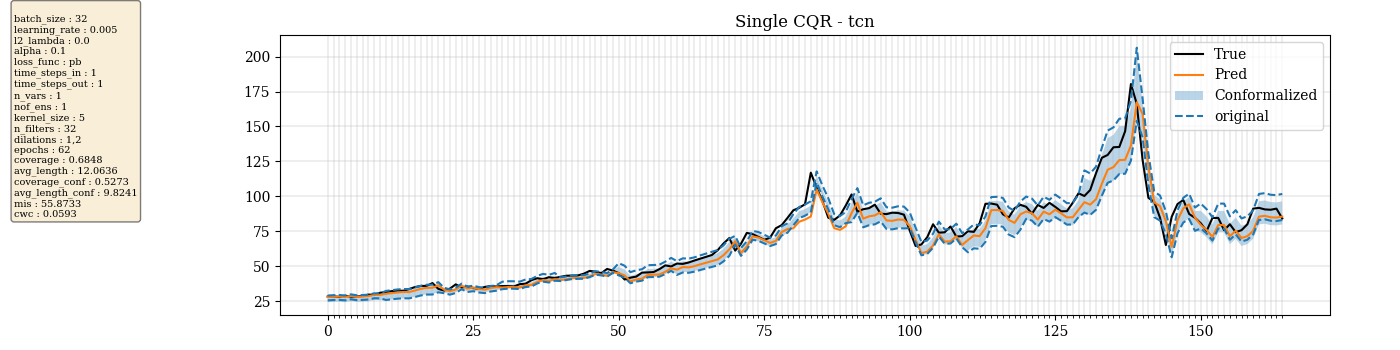 batch_size : 32
learning_rate : 0.005
l2_lambda : 0.0
alpha : 0.1
loss_func : pb
time_steps_in : 1
time_steps_out : 1
n_vars : 1
nof_ens : 1
kernel_size : 5
n_filters : 32
dilations : 1,2
epochs : 62
coverage : 0.6848
avg_length : 12.0636
coverage_conf : 0.5273
avg_length_conf : 9.8241
mis : 55.8733
cwc : 0.0593
Single CQR - tcn
True
Pred
Conformalized
original
200
175
150
125
100
75
50
25
0 25 50 75 100 125 150